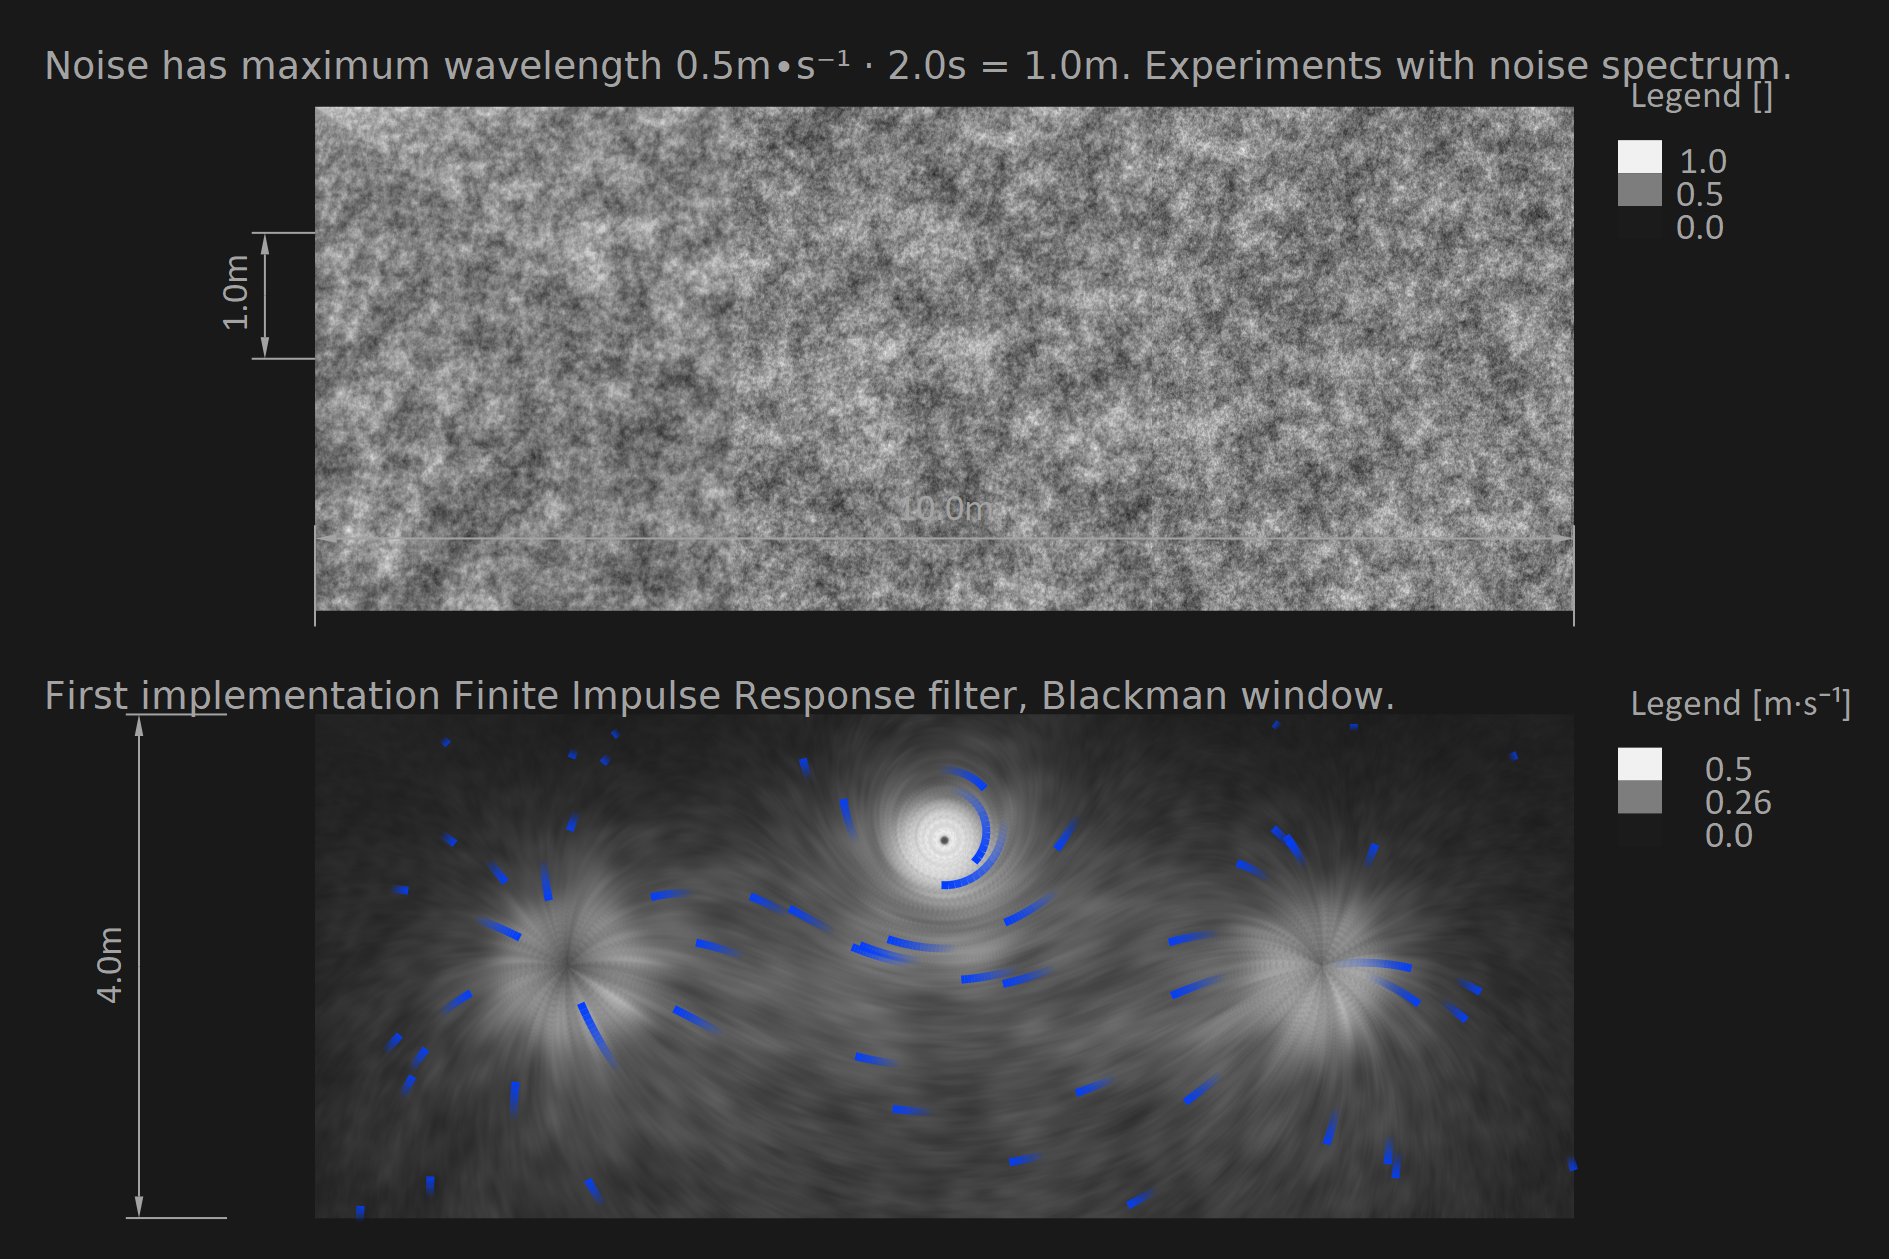 Noise has maximum wavelength 0.5m•s⁻¹ · 2.0s = 1.0m. Experiments with noise spectrum.
Legend []
1.0
0.5
0.0
1.0m
10.0m
First implementation Finite Impulse Response filter, Blackman window.
Legend [m·s⁻¹]
0.5
0.26
0.0
4.0m